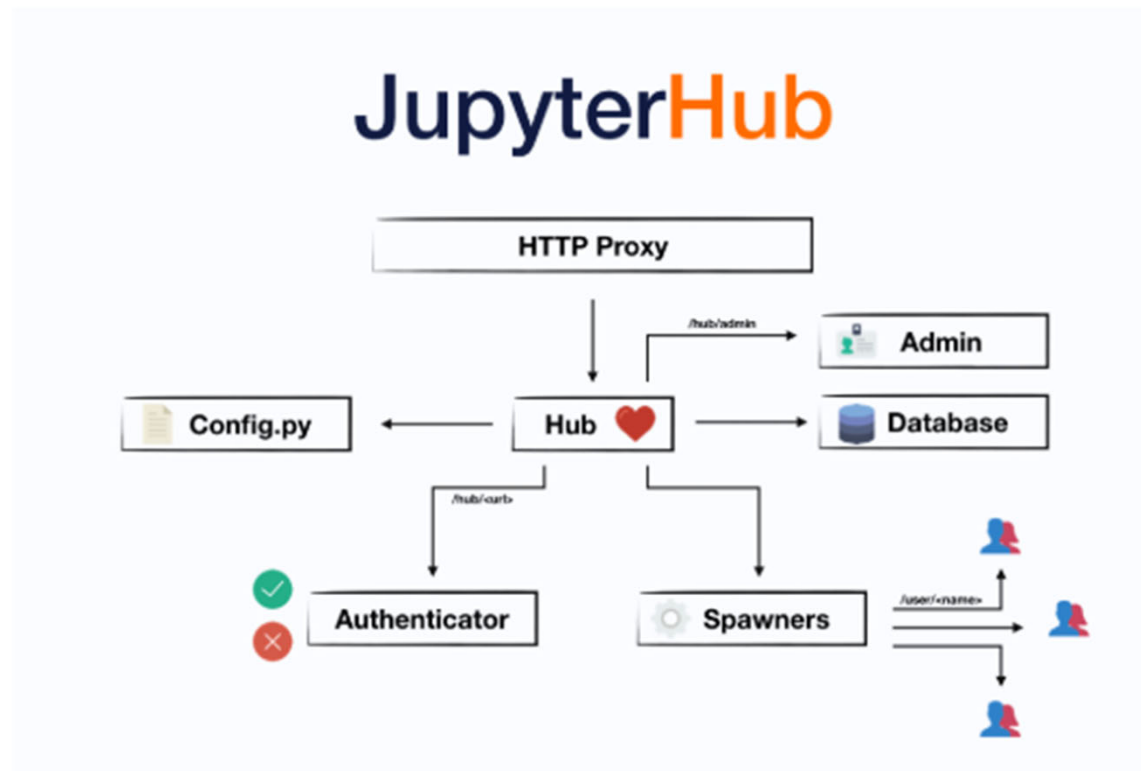 JupyterHub
HTTP Proxy
/hub/admin
Admin
Config.py
Hub
Database
/hub/<url>
Authenticator
Spawners
/user/<name>